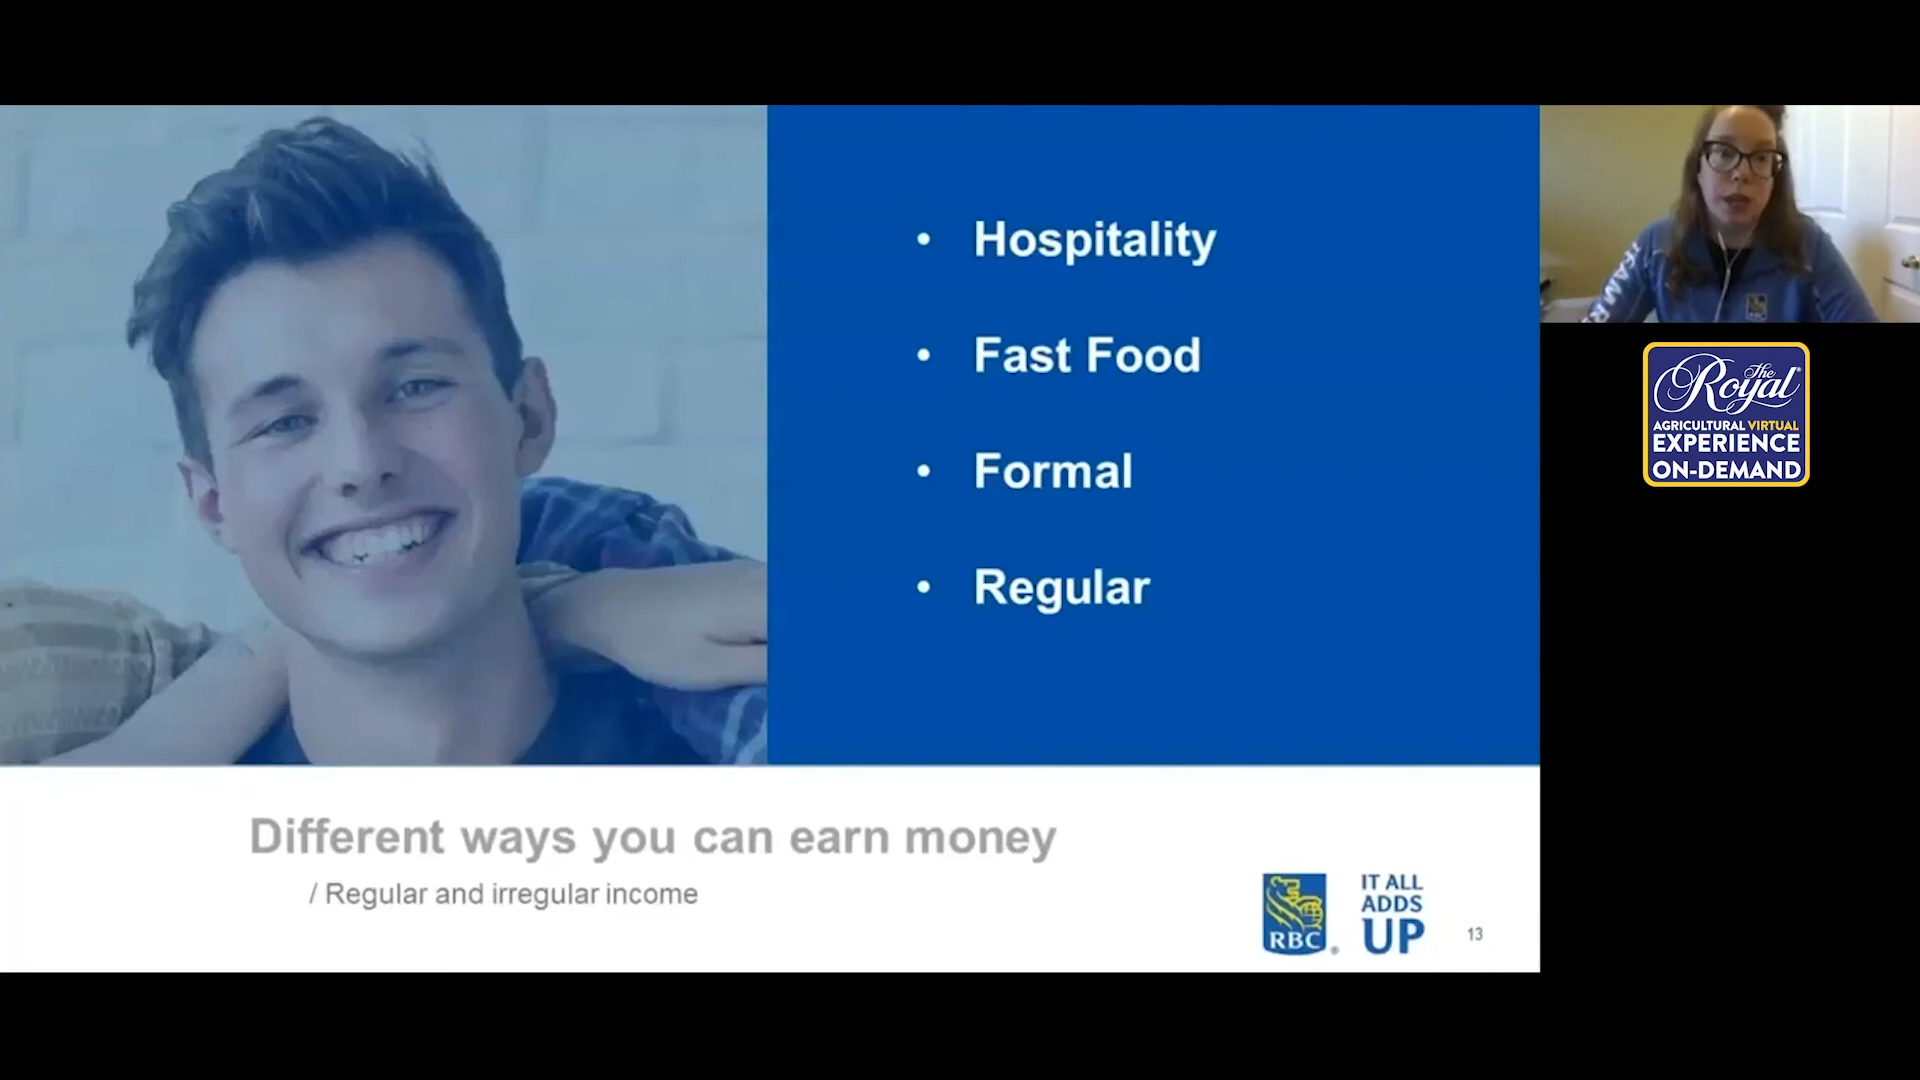 • Hospitality
• Fast Food
• Formal
• Regular
Different ways you can earn money
/ Regular and irregular income
RBC®
IT ALL
ADDS
UP
13
The
Royal®
AGRICULTURAL VIRTUAL
EXPERIENCE
ON-DEMAND
RBC